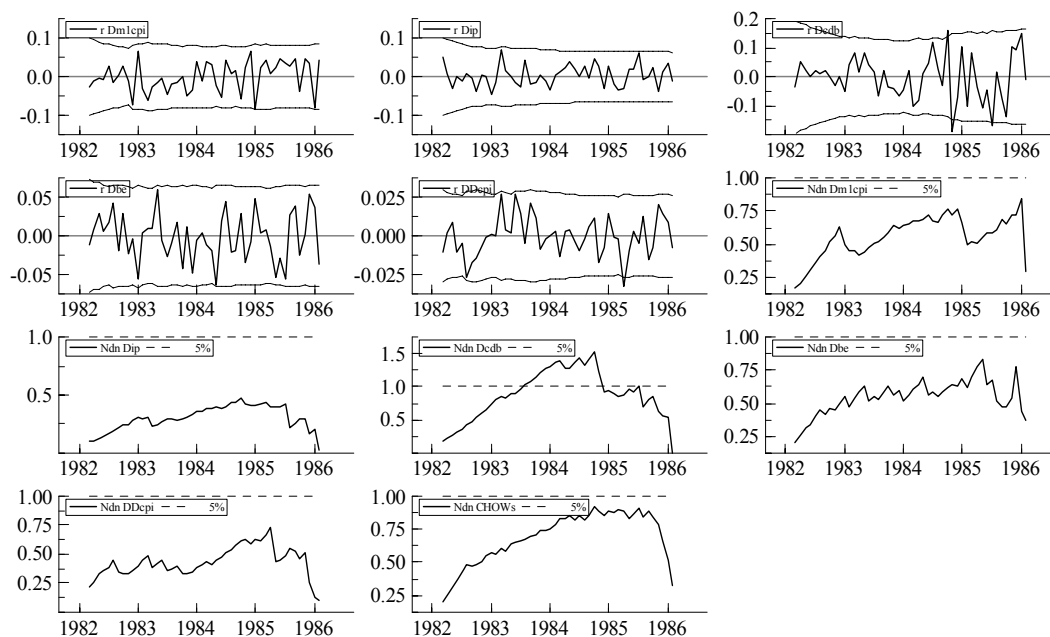 r Dm1cpi
0.1
0.0
-0.1
1982 1983 1984 1985 1986
r Dip
0.1
0.0
-0.1
1982 1983 1984 1985 1986
r Dcdb
0.2
0.1
0.0
-0.1
1982 1983 1984 1985 1986
r Dbe
0.05
0.00
-0.05
1982 1983 1984 1985 1986
r DDcpi
0.025
0.000
-0.025
1982 1983 1984 1985 1986
Ndn Dm1cpi 5%
1.00
0.75
0.50
0.25
1982 1983 1984 1985 1986
Ndn Dip 5%
1.0
0.5
1982 1983 1984 1985 1986
Ndn Dcdb 5%
1.5
1.0
0.5
1982 1983 1984 1985 1986
Ndn Dbe 5%
1.00
0.75
0.50
0.25
1982 1983 1984 1985 1986
Ndn DDcpi 5%
1.00
0.75
0.50
0.25
1982 1983 1984 1985 1986
Ndn CHOWs 5%
1.00
0.75
0.50
0.25
1982 1983 1984 1985 1986